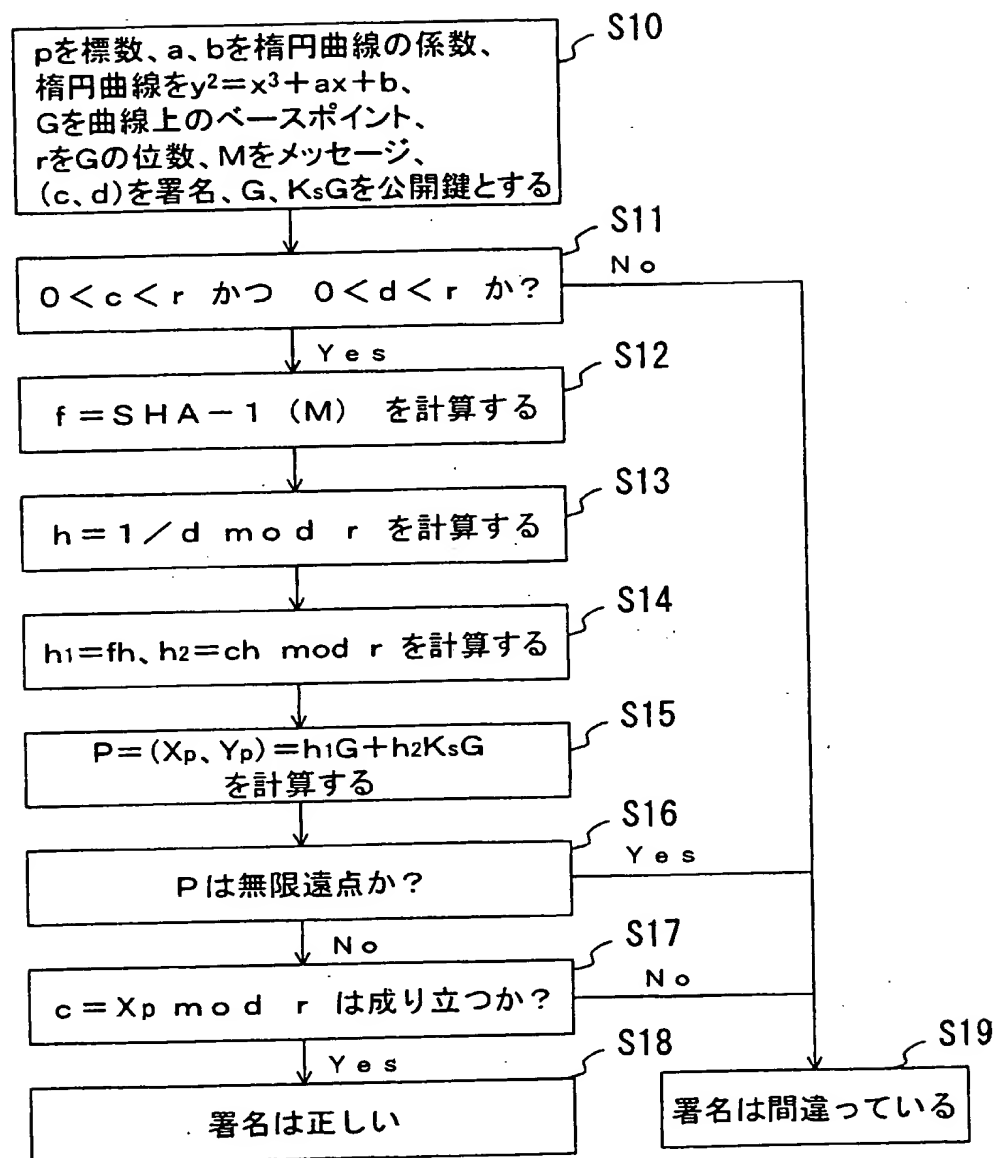 S10
pを標数、a、bを楕円曲線の係数、
楕円曲線をy²=x³+ax+b、
Gを曲線上のベースポイント、
rをGの位数、Mをメッセージ、
(c、d)を署名、G、KsGを公開鍵とする
S11
0<c<r かつ 0<d<r か?
No
Yes
S12
f=SHA-1 (M) を計算する
S13
h=1/d mod r を計算する
S14
h1=fh、h2=ch mod r を計算する
S15
P=(Xp、Yp)=h1G+h2KsG
を計算する
S16
Pは無限遠点か?
Yes
No
S17
c=Xp mod r は成り立つか?
No
Yes
S18
署名は正しい
S19
署名は間違っている